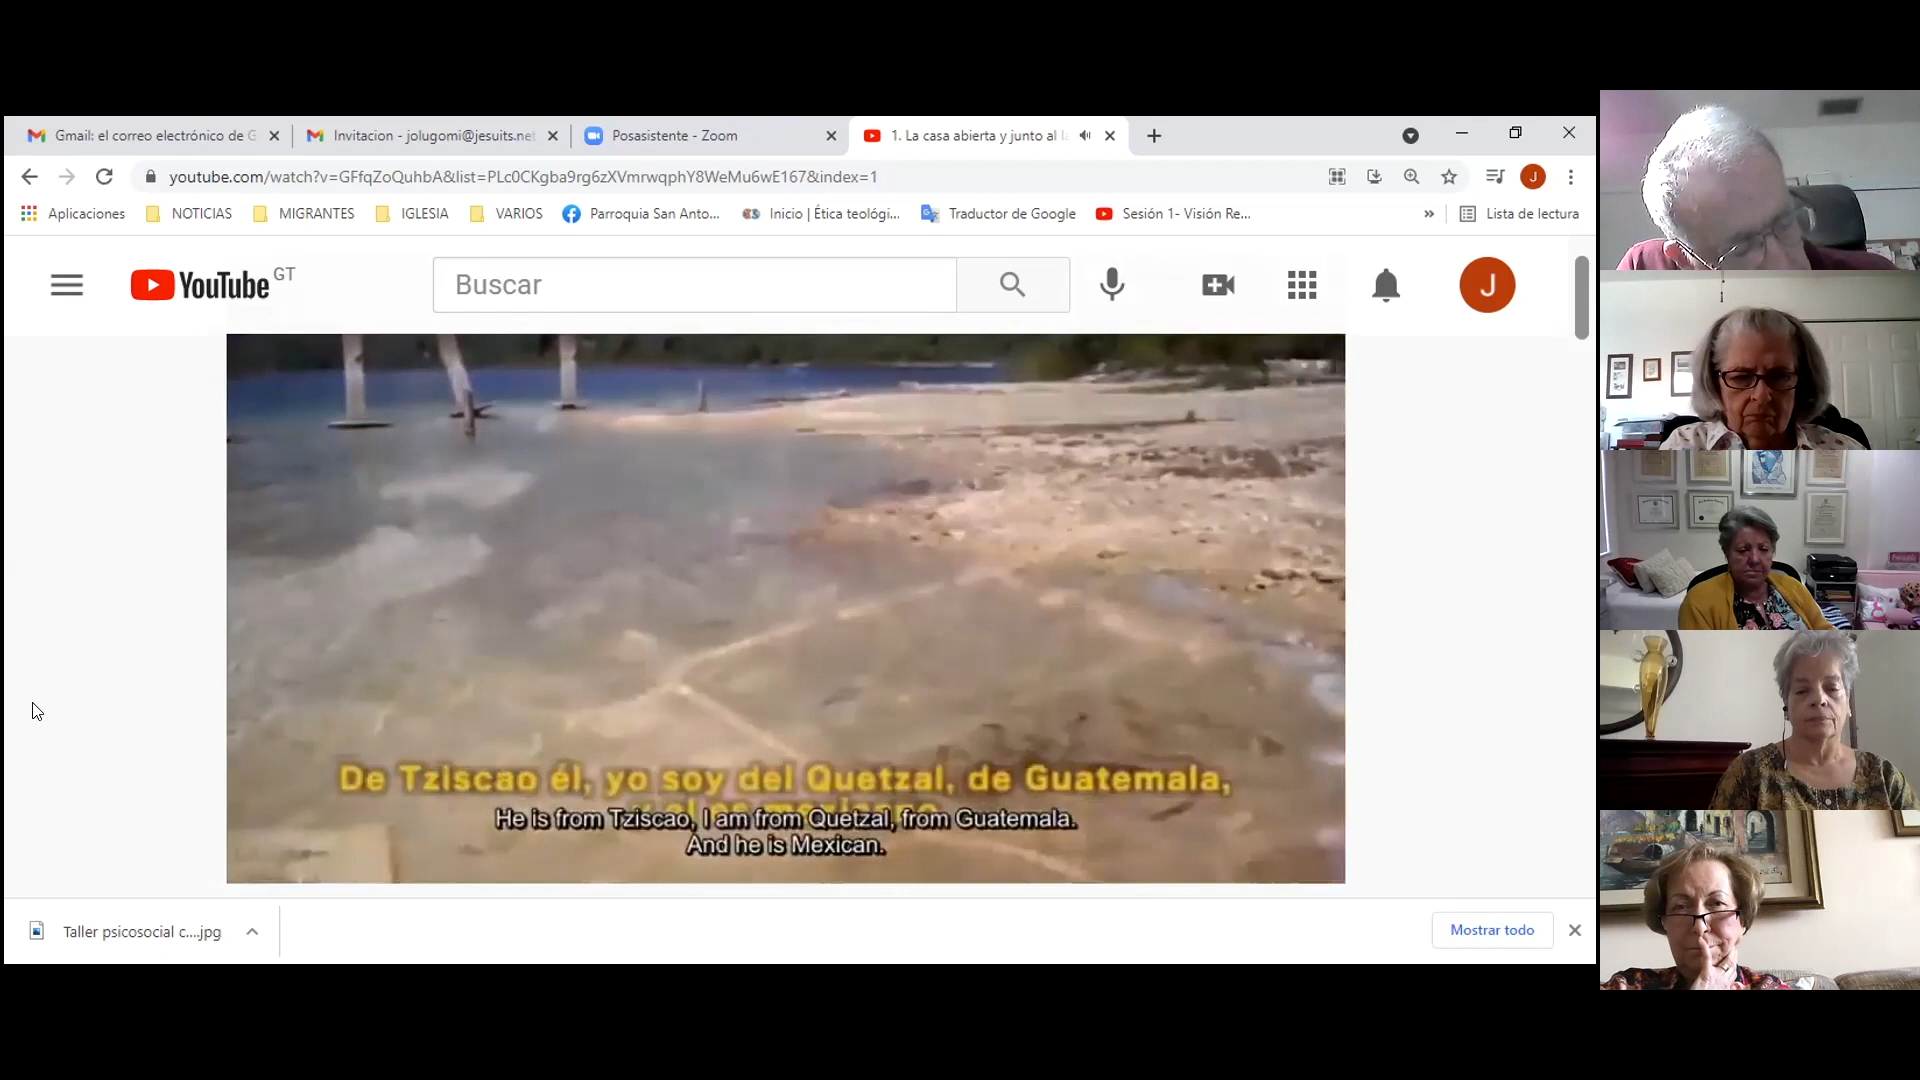 Gmail: el correo electrónico de G
Invitacion - jolugomi@jesuits.net
Posasistente - Zoom
1. La casa abierta y junto al la
youtube.com/watch?v=GFfqZoQuhbA&list=PLc0CKgba9rg6zXVmrwqphY8WeMu6wE167&index=1
J
Aplicaciones
NOTICIAS
MIGRANTES
IGLESIA
VARIOS
Parroquia San Anto...
Inicio | Ética teológi...
Traductor de Google
Sesión 1- Visión Re...
»
Lista de lectura
YouTube GT
Buscar
J
De Tziscao él, yo soy del Quetzal, de Guatemala,
He is from Tziscao, I am from Quetzal, from Guatemala.
And he is Mexican.
Taller psicosocial c....jpg
Mostrar todo